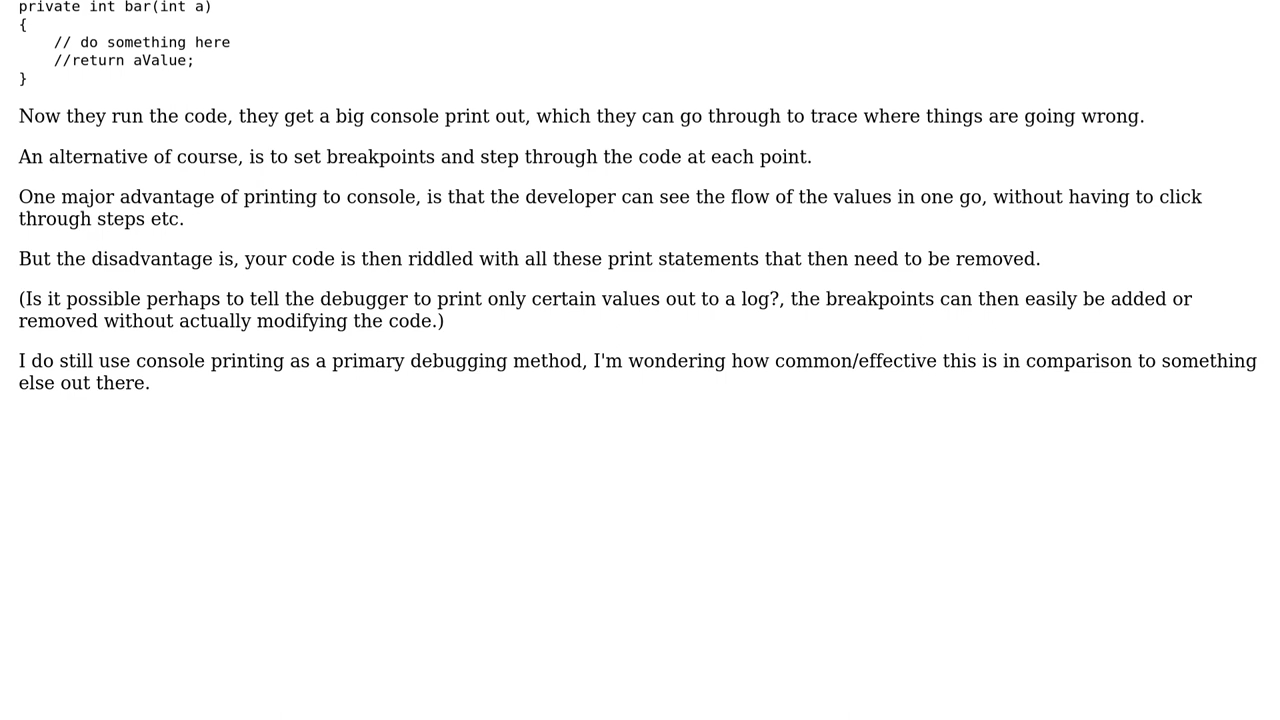 private int bar(int a)
{
    // do something here
    //return aValue;
}
Now they run the code, they get a big console print out, which they can go through to trace where things are going wrong.
An alternative of course, is to set breakpoints and step through the code at each point.
One major advantage of printing to console, is that the developer can see the flow of the values in one go, without having to click
through steps etc.
But the disadvantage is, your code is then riddled with all these print statements that then need to be removed.
(Is it possible perhaps to tell the debugger to print only certain values out to a log?, the breakpoints can then easily be added or
removed without actually modifying the code.)
I do still use console printing as a primary debugging method, I'm wondering how common/effective this is in comparison to something
else out there.